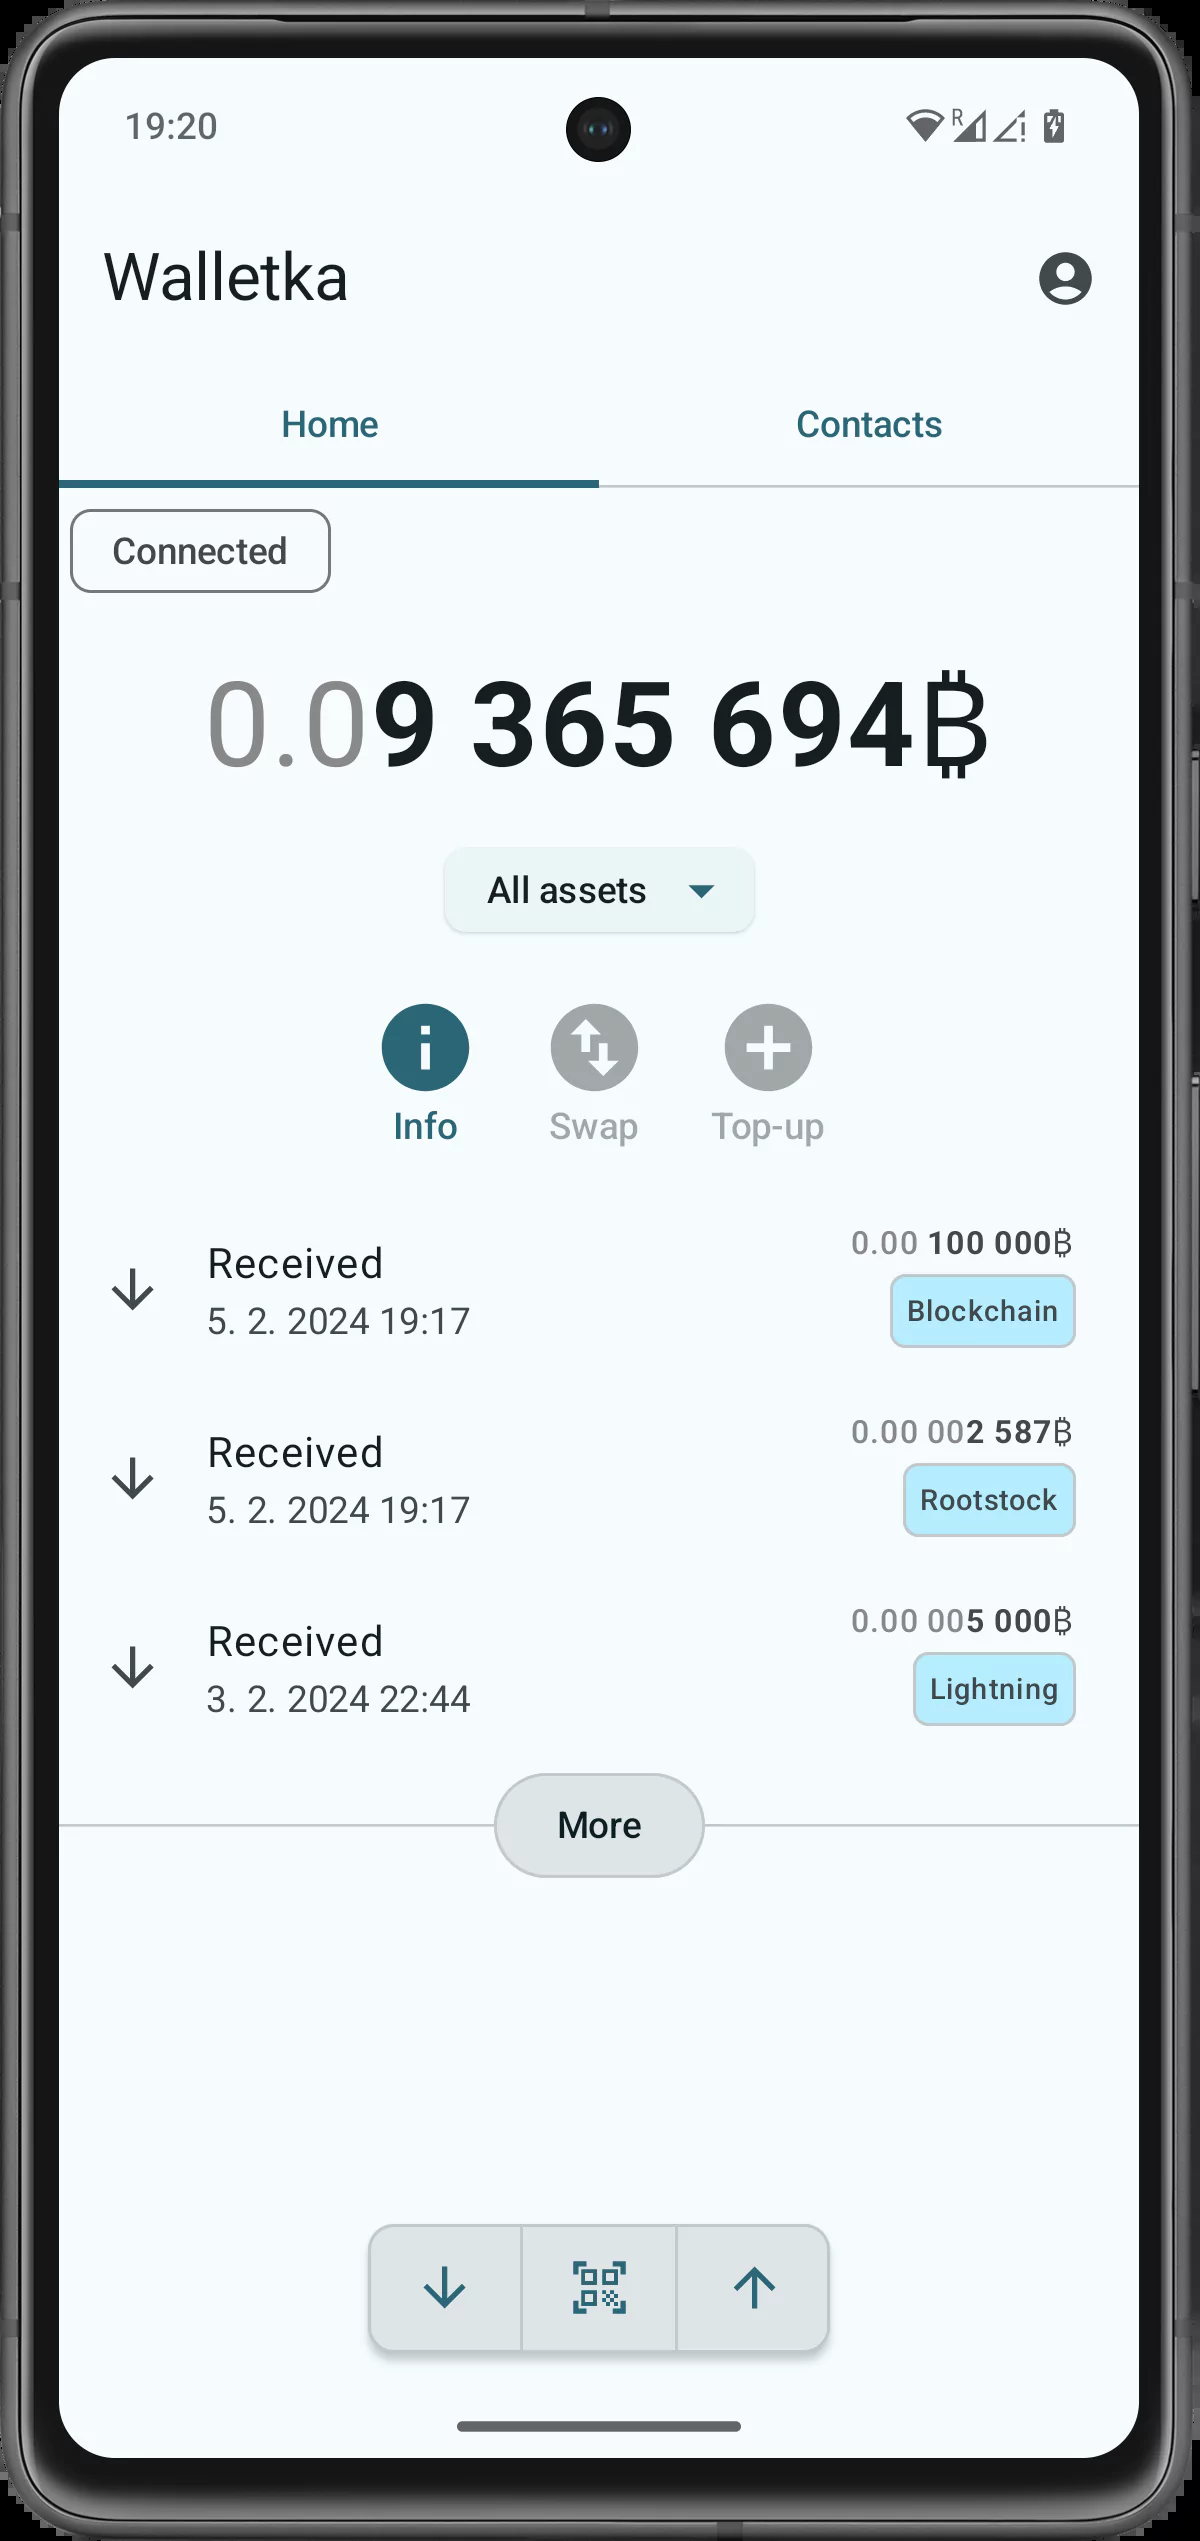 19:20
R
Walletka
Home
Contacts
Connected
0.09 365 694₿
All assets
Info
Swap
Top-up
Received
0.00 100 000₿
5. 2. 2024 19:17
Blockchain
Received
0.00 002 587₿
5. 2. 2024 19:17
Rootstock
Received
0.00 005 000₿
3. 2. 2024 22:44
Lightning
More